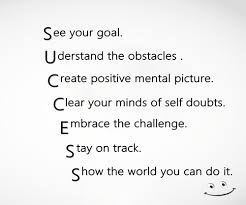 See your goal.
Uderstand the obstacles .
Create positive mental picture.
Clear your minds of self doubts.
Embrace the challenge.
Stay on track.
Show the world you can do it.